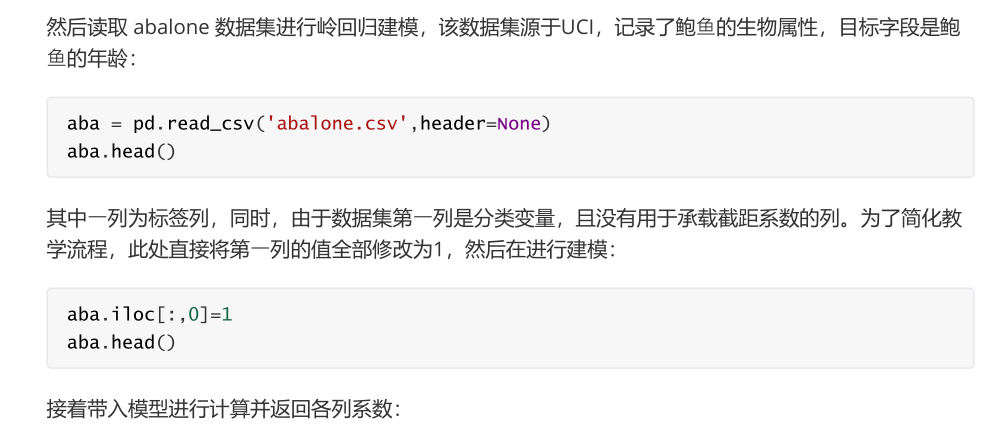 然后读取 abalone 数据集进行岭回归建模，该数据集源于UCI，记录了鲍鱼的生物属性，目标字段是鲍
鱼的年龄：
aba = pd.read_csv('abalone.csv',header=None)
aba.head()
其中一列为标签列，同时，由于数据集第一列是分类变量，且没有用于承载截距系数的列。为了简化教
学流程，此处直接将第一列的值全部修改为1，然后在进行建模：
aba.iloc[:,0]=1
aba.head()
接着带入模型进行计算并返回各列系数：